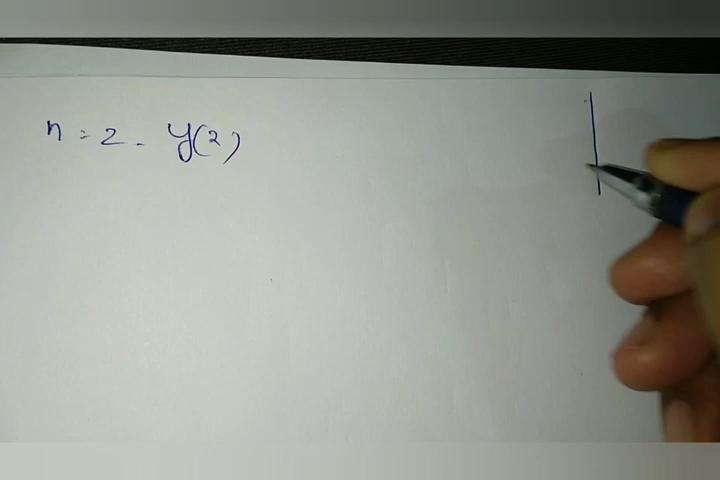 n = 2 - y(2)